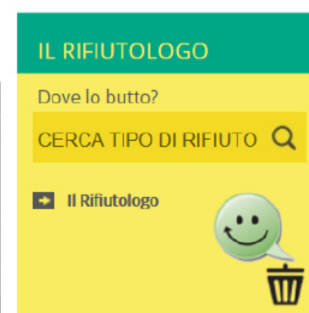 IL RIFIUTOLOGO
Dove lo butto?
CERCA TIPO DI RIFIUTO
Il Rifiutologo